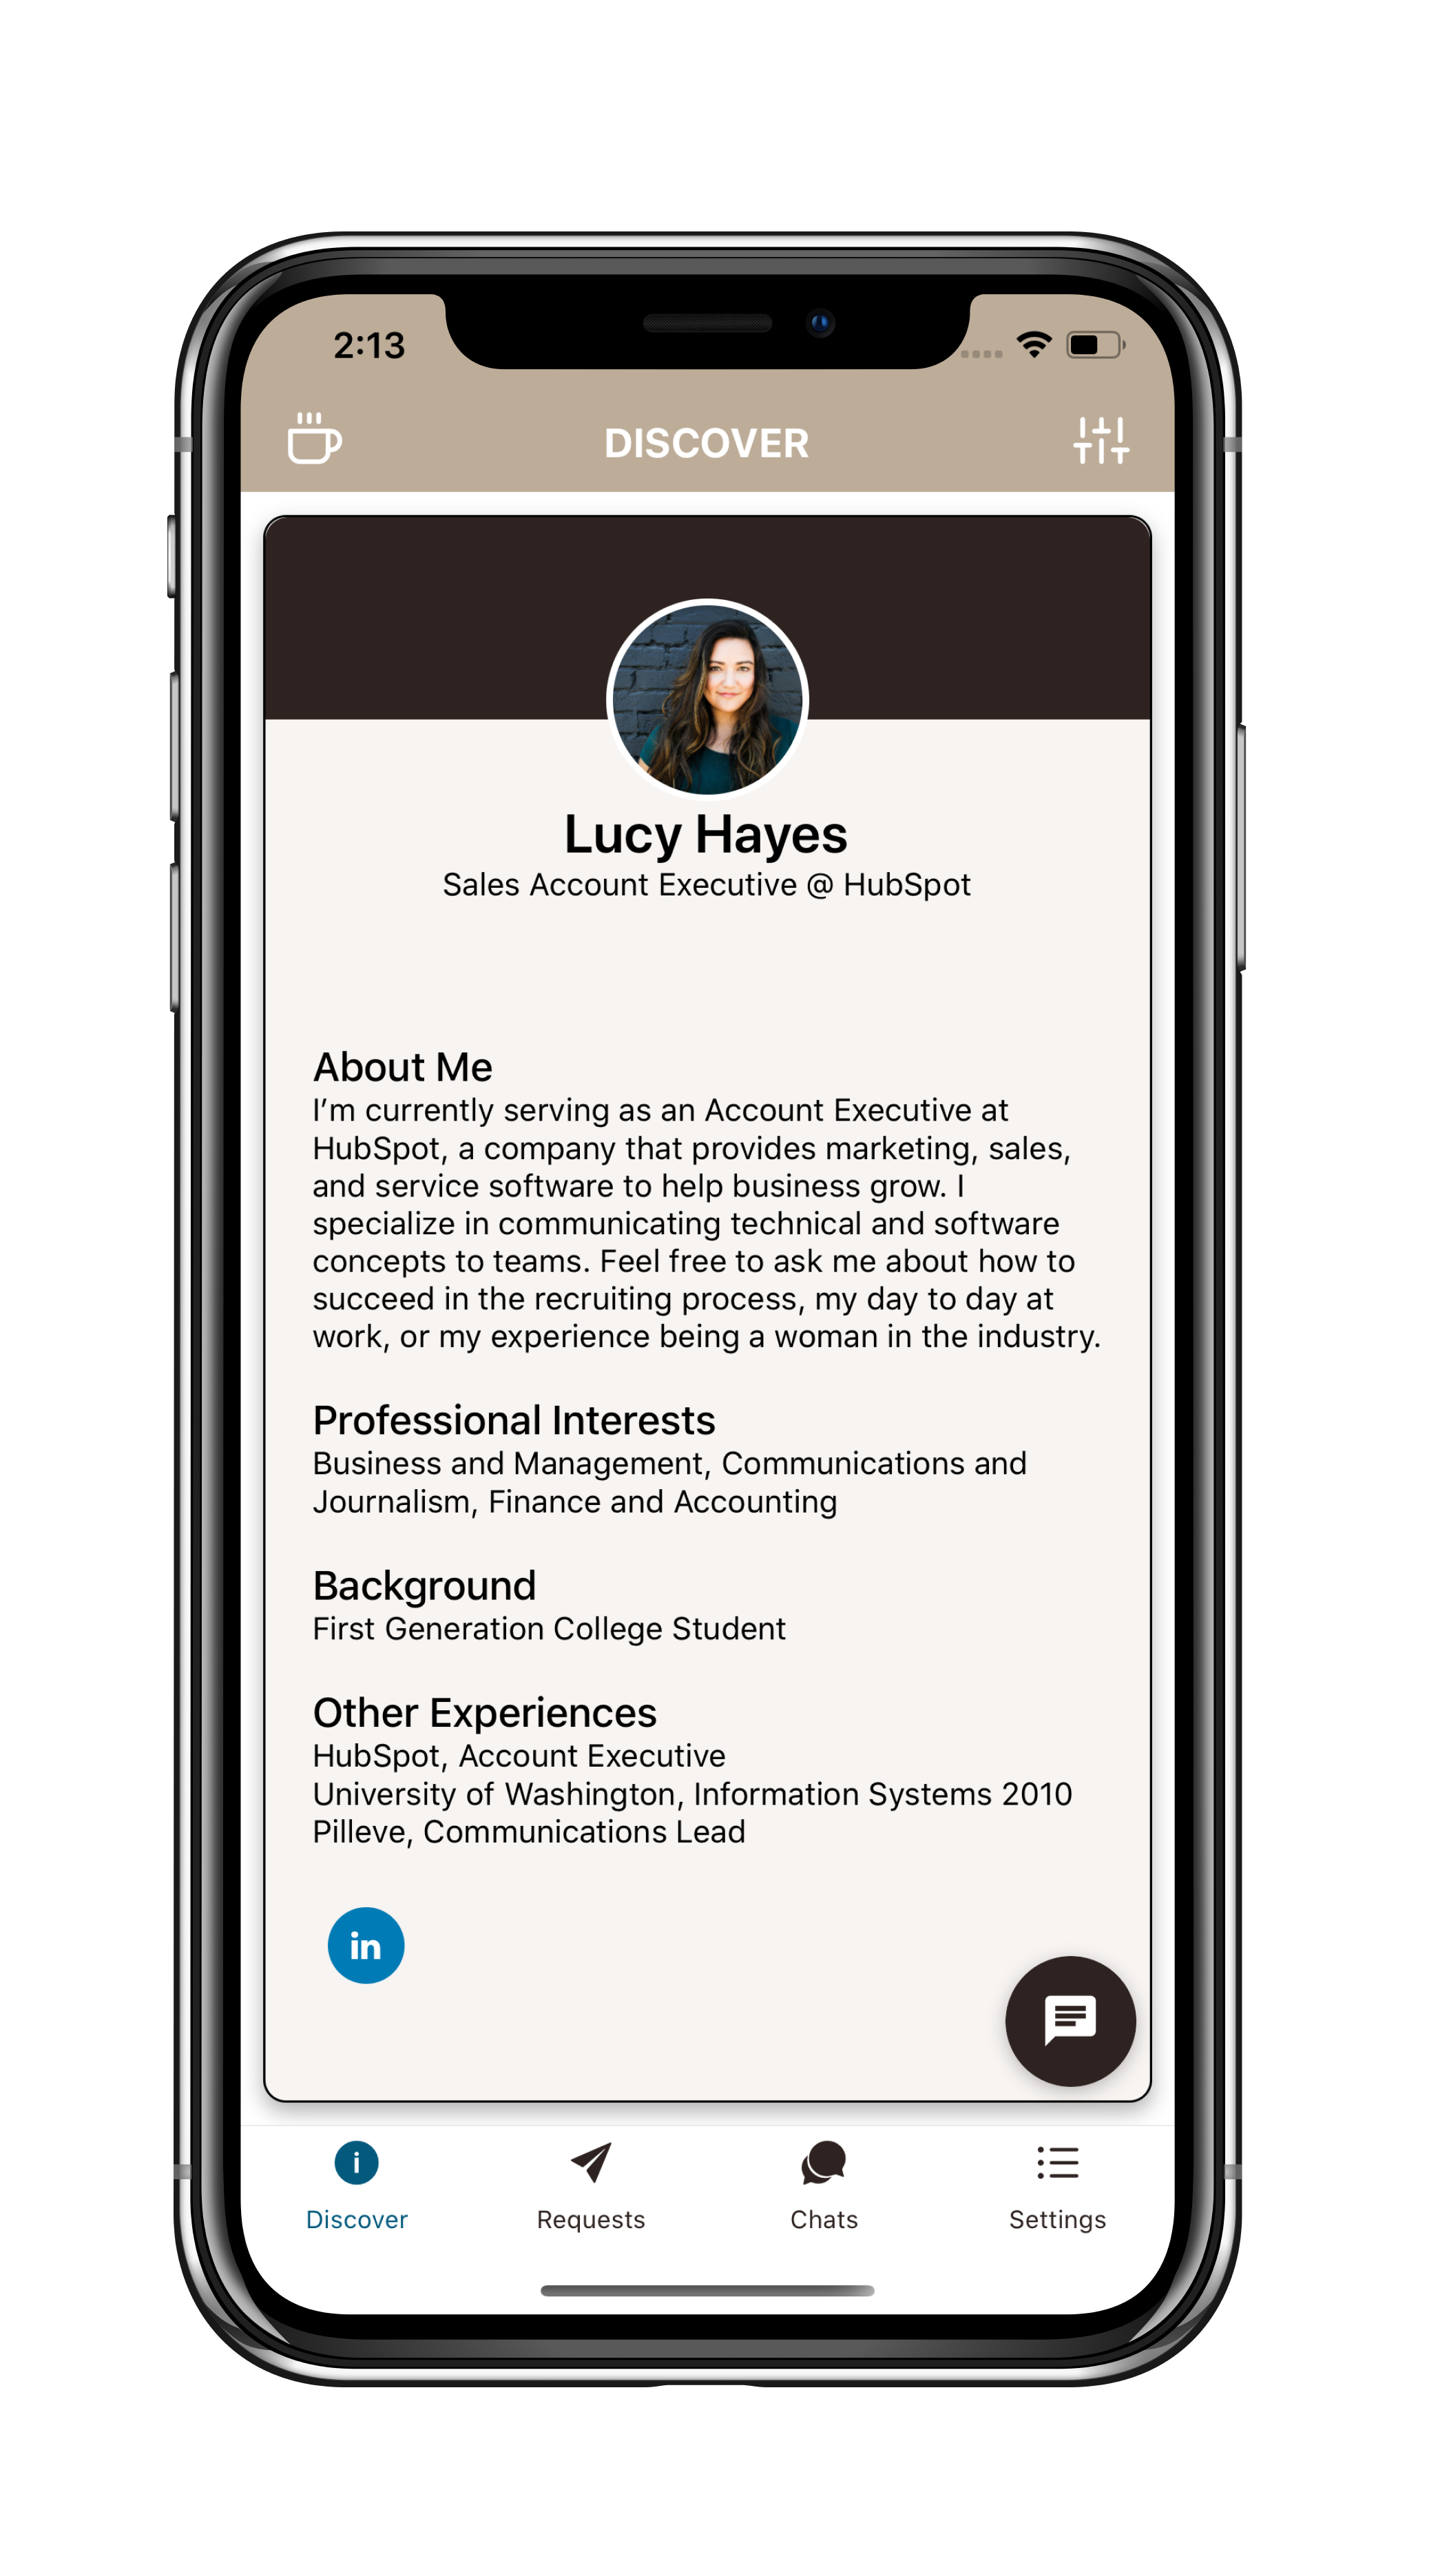 2:13
DISCOVER
Lucy Hayes
Sales Account Executive @ HubSpot
About Me
I’m currently serving as an Account Executive at
HubSpot, a company that provides marketing, sales,
and service software to help business grow. I
specialize in communicating technical and software
concepts to teams. Feel free to ask me about how to
succeed in the recruiting process, my day to day at
work, or my experience being a woman in the industry.
Professional Interests
Business and Management, Communications and
Journalism, Finance and Accounting
Background
First Generation College Student
Other Experiences
HubSpot, Account Executive
University of Washington, Information Systems 2010
Pilleve, Communications Lead
in
Discover
Requests
Chats
Settings